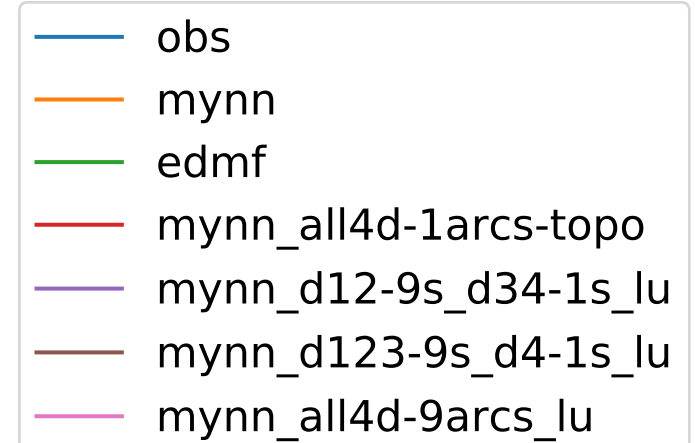 obs
mynn
edmf
mynn_all4d-1arcs-topo
mynn_d12-9s_d34-1s_lu
mynn_d123-9s_d4-1s_lu
mynn_all4d-9arcs_lu